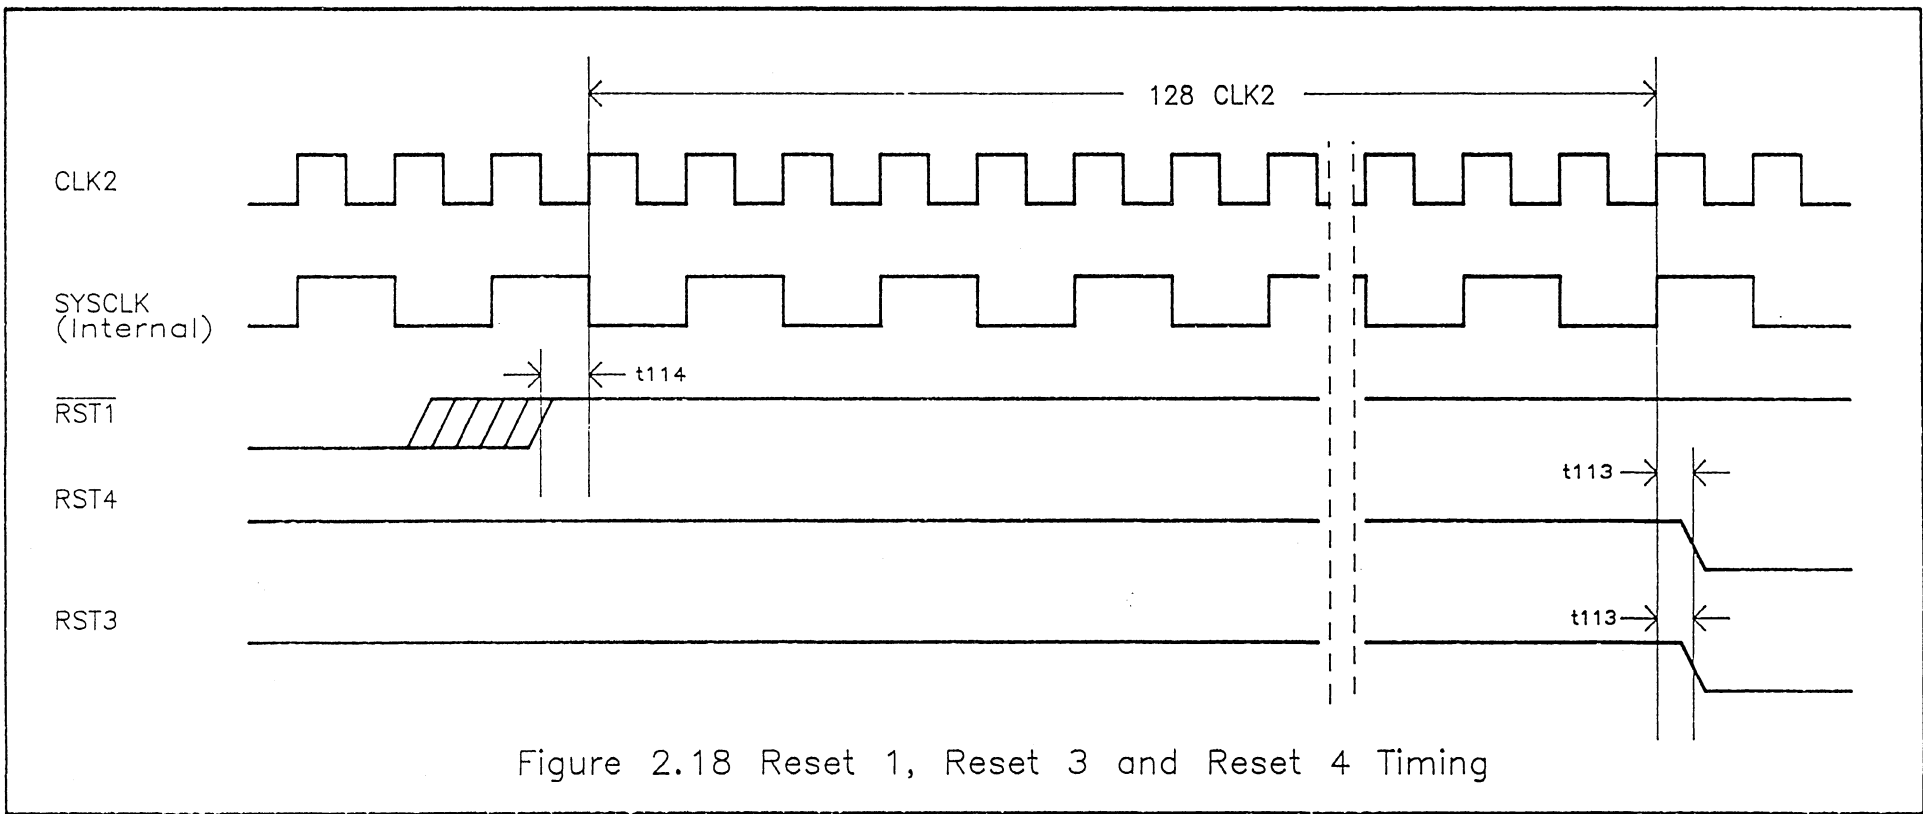 128 CLK2
CLK2
SYSCLK
(Internal)
t114
RST1
t113
RST4
t113
RST3
Figure 2.18 Reset 1, Reset 3 and Reset 4 Timing